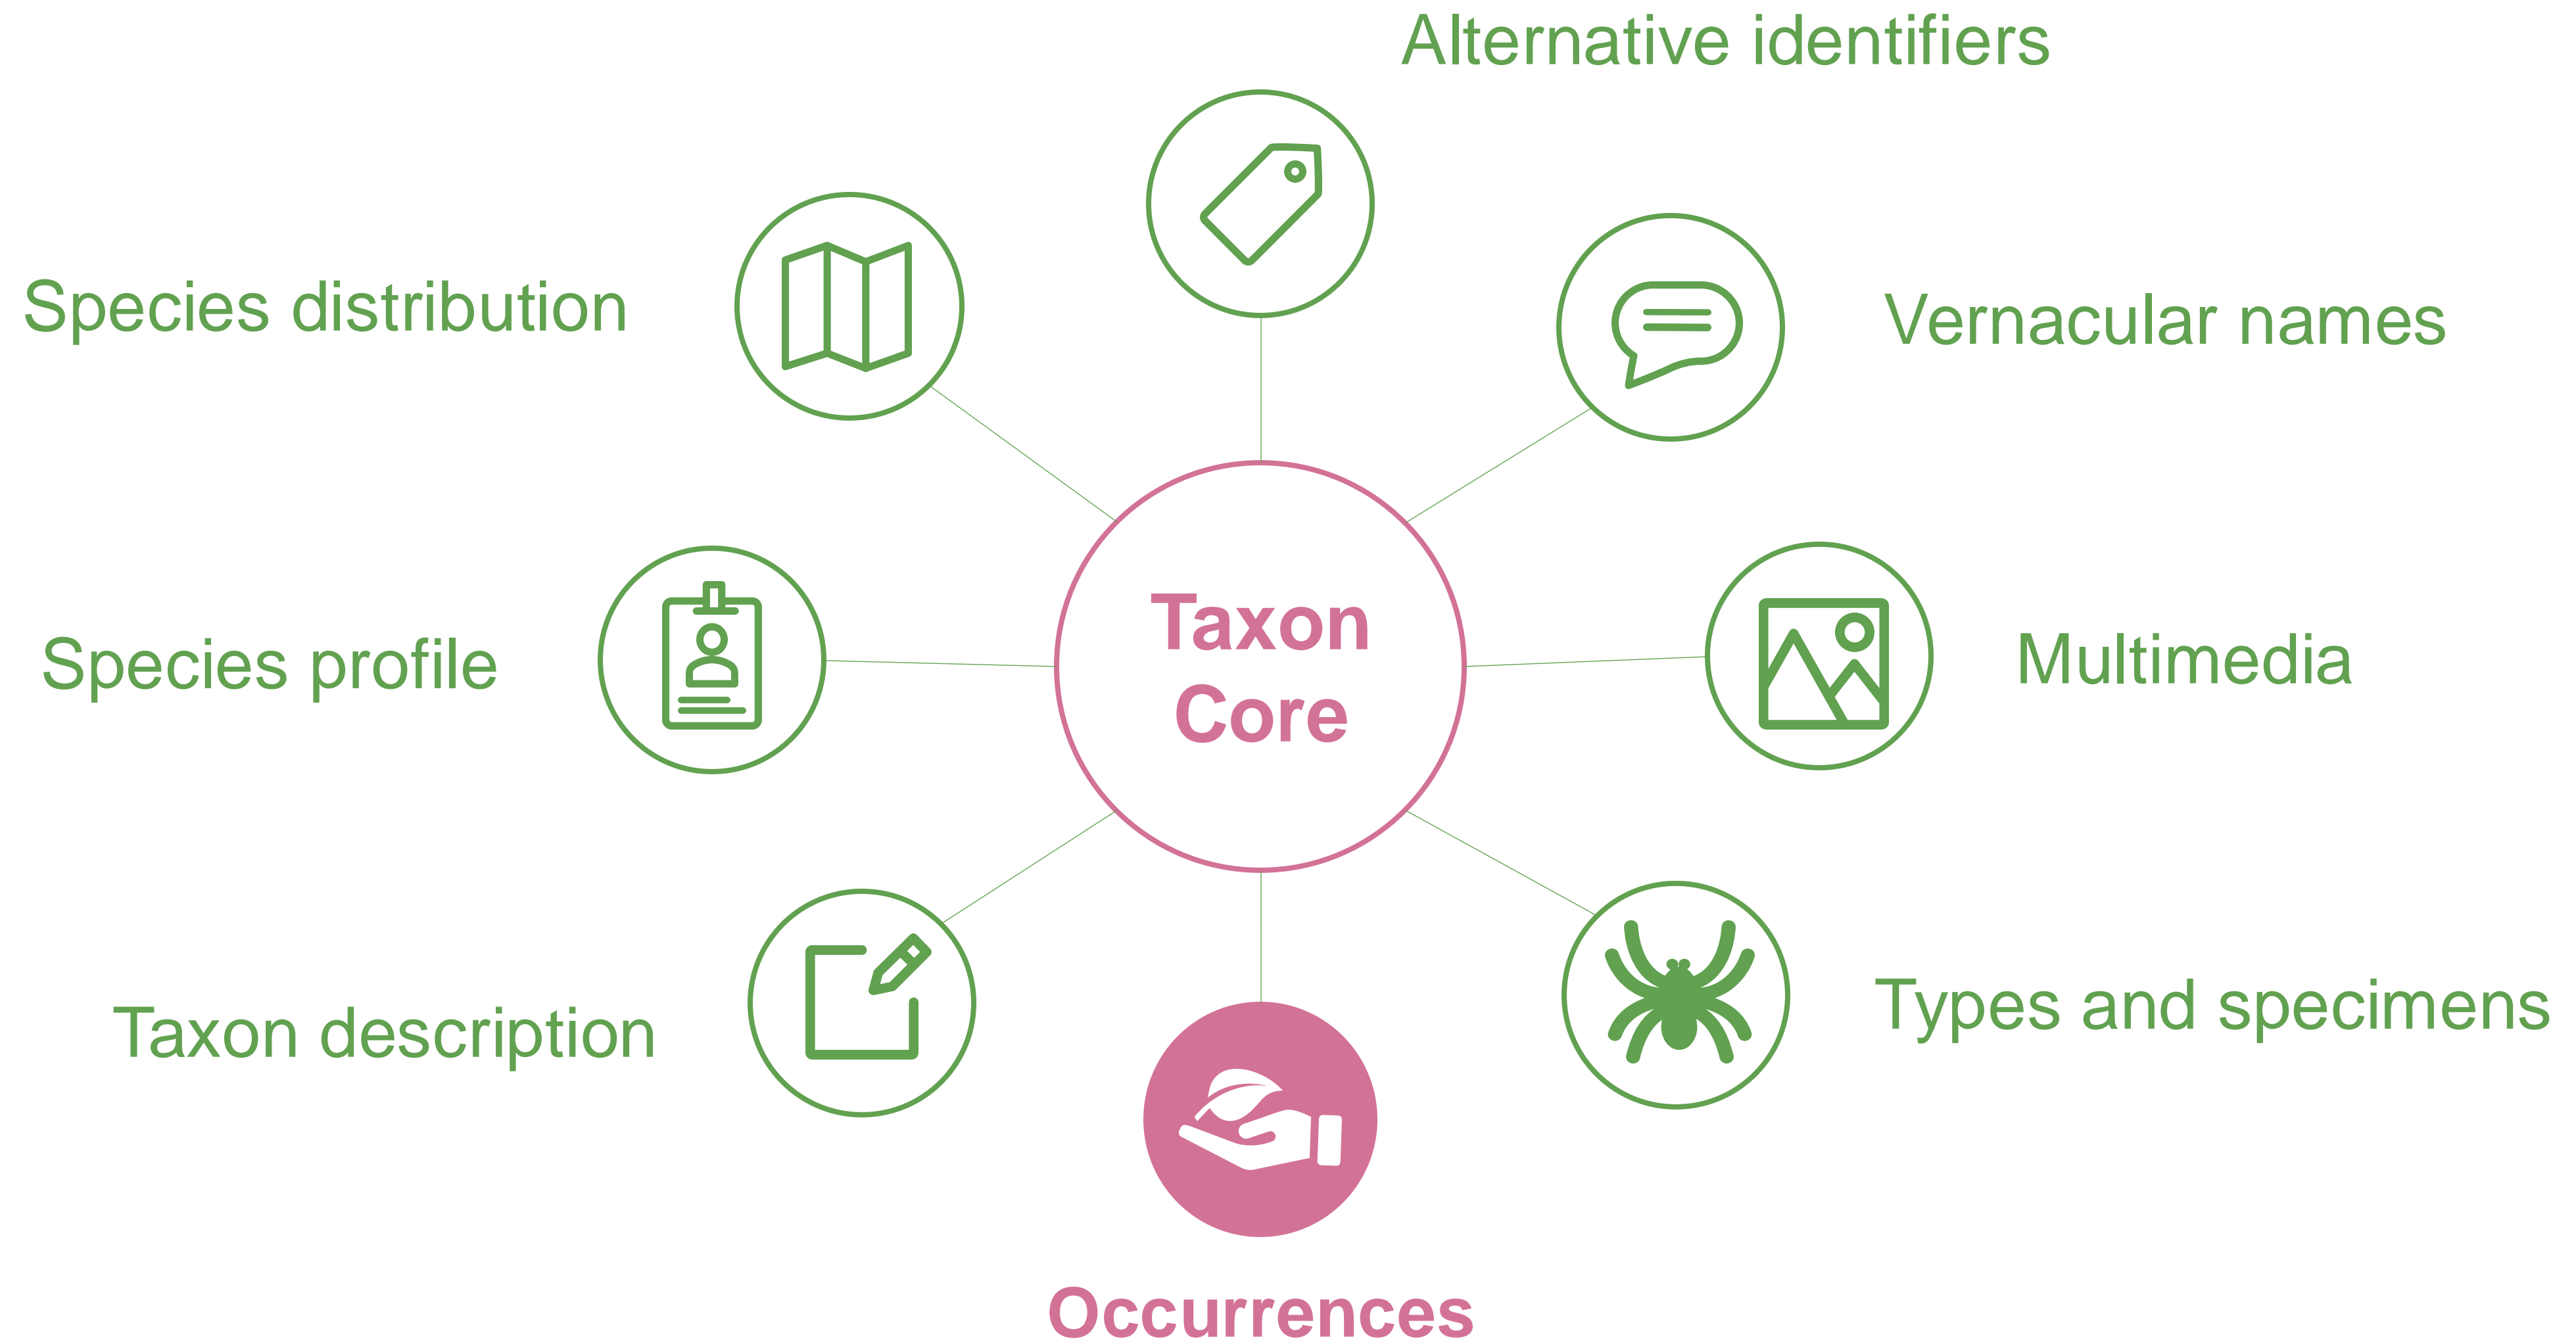 Alternative identifiers
Species distribution
Vernacular names
Taxon
Core
Species profile
Multimedia
Taxon description
Types and specimens
Occurrences